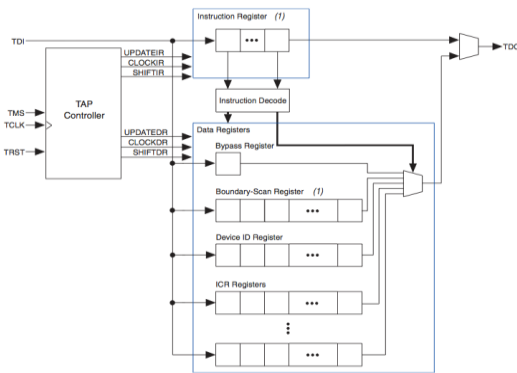 Instruction Register (1)
TDI
TDO
UPDATEIR
CLOCKIR
SHIFTIR
TAP
Controller
Instruction Decode
TMS
TCLK
TRST
UPDATEDR
CLOCKDR
SHIFTDR
Data Registers
Bypass Register
Boundary-Scan Register (1)
Device ID Register
ICR Registers